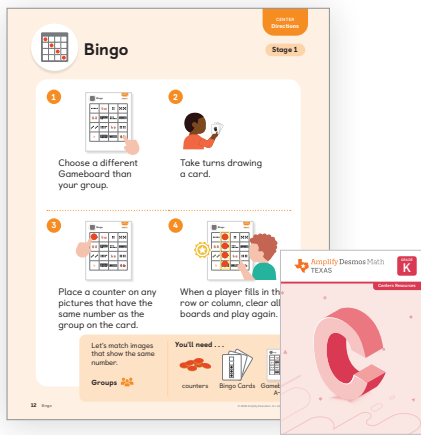 CENTER
Directions
Bingo
Stage 1
1
2
Choose a different
Gameboard than
your group.
Take turns drawing
a card.
3
4
Place a counter on any
pictures that have the
same number as the
group on the card.
When a player fills in the
row or column, clear all
boards and play again.
Let's match images
that show the same
number.
Groups
You'll need . . .
counters
Bingo Cards
12 Bingo
Amplify Desmos Math
TEXAS
GRADE
K
Centers Resources